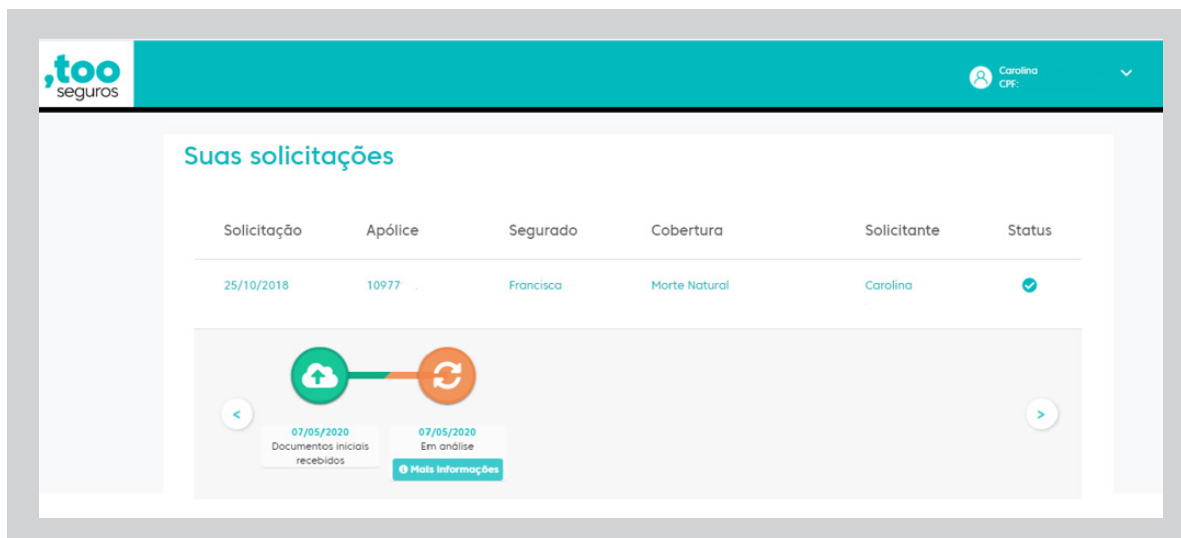 ,too
seguros
Carolina
CPF:
Suas solicitações
Solicitação Apólice Segurado Cobertura Solicitante Status
25/10/2018 10977 Francisca Morte Natural Carolina
< >
07/05/2020 07/05/2020
Documentos iniciais Em análise
recebidos
Mais informações